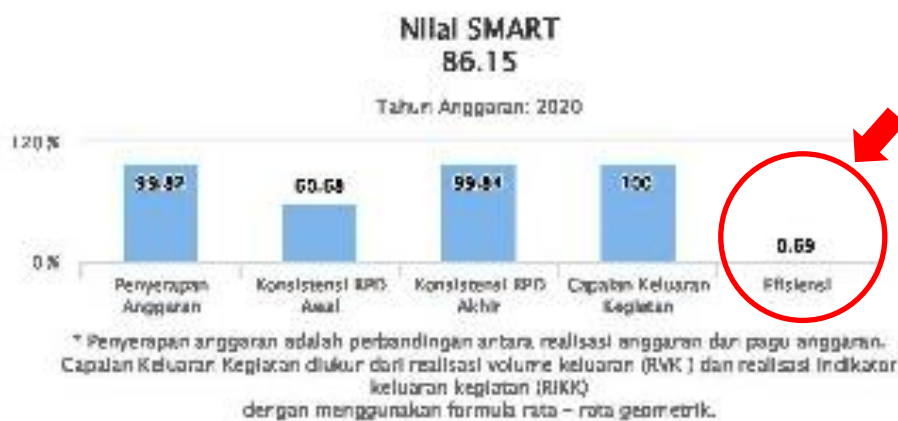 Nilai SMART
86.15
Tahun Anggaran: 2020
120%
99.87 60.68 99.84 100 0.69
0%
Penyerapan Anggaran
Konsistensi RPD Awal
Konsistensi RPD Akhir
Capaian Keluaran Kegiatan
Efisiensi
* Penyerapan anggaran adalah perbandingan antara realisasi anggaran dan pagu anggaran.
Capaian Keluaran Kegiatan diukur dari realisasi volume keluaran (RVK ) dan realisasi indikator
keluaran kegiatan (RIKK)
dengan menggunakan formula rata – rata geometrik.